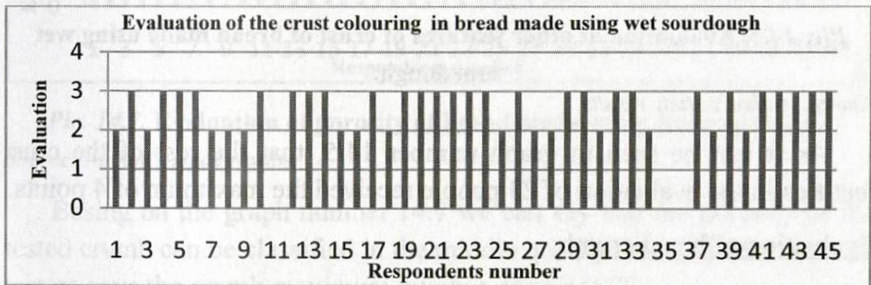 Evaluation of the crust colouring in bread made using wet sourdough
4
3
2
1
0
Evaluation
1 3 5 7 9 11 13 15 17 19 21 23 25 27 29 31 33 35 37 39 41 43 45
Respondents number